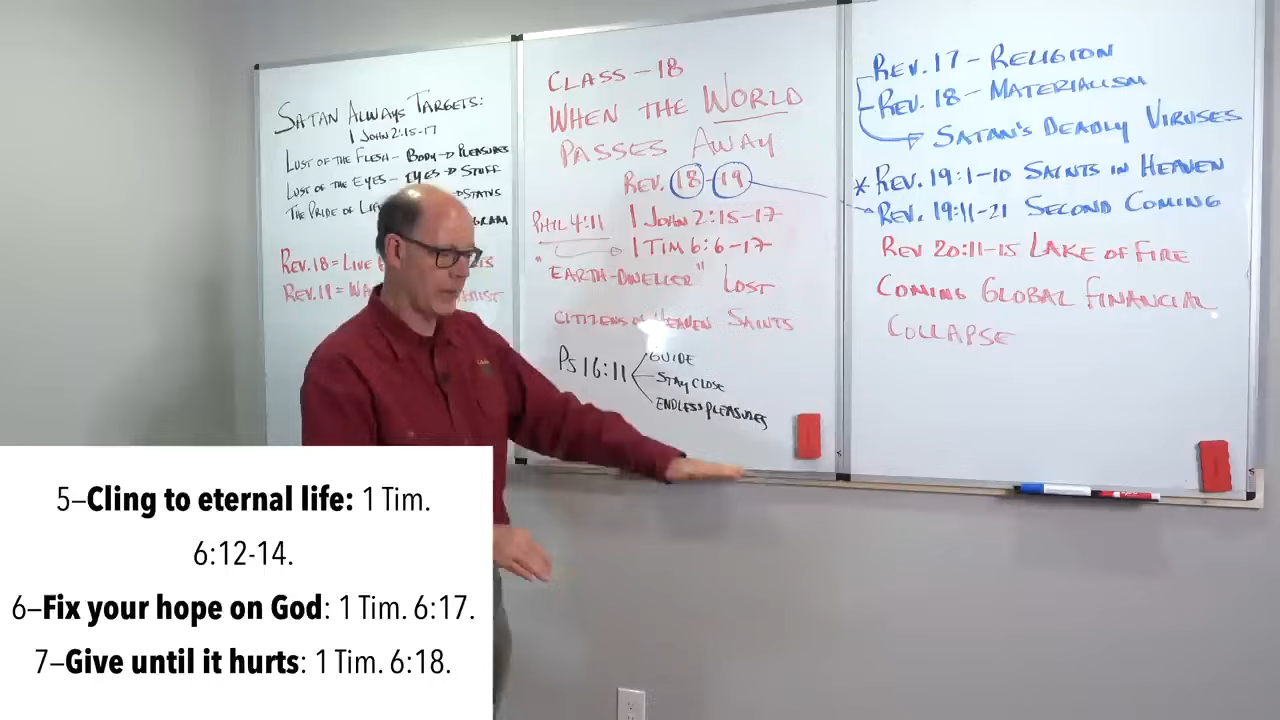 SATAN ALWAYS TARGETS:
1 JOHN 2:15-17
LUST OF THE FLESH – BODY → PLEASURES
LUST OF THE EYES – EYES → STUFF
THE PRIDE OF LIFE → STATUS
GRAM
REV. 18 = LIVE
REV. 19 = WA
CLASS – 18
WHEN THE WORLD
PASSES AWAY
REV. 18-19
PHIL 4:11 1 JOHN 2:15-17
1 TIM 6:6-17
"EARTH-DWELLER" LOST
CITIZENS OF HEAVEN SAINTS
PS 16:11
GUIDE
STAY CLOSE
ENDLESS PLEASURES
REV. 17 – RELIGION
REV. 18 – MATERIALISM
→ SATAN'S DEADLY VIRUSES
* REV. 19:1-10 SAINTS IN HEAVEN
REV. 19:11-21 SECOND COMING
REV 20:11-15 LAKE OF FIRE
COMING GLOBAL FINANCIAL
COLLAPSE
5–Cling to eternal life: 1 Tim.
6:12-14.
6–Fix your hope on God: 1 Tim. 6:17.
7–Give until it hurts: 1 Tim. 6:18.